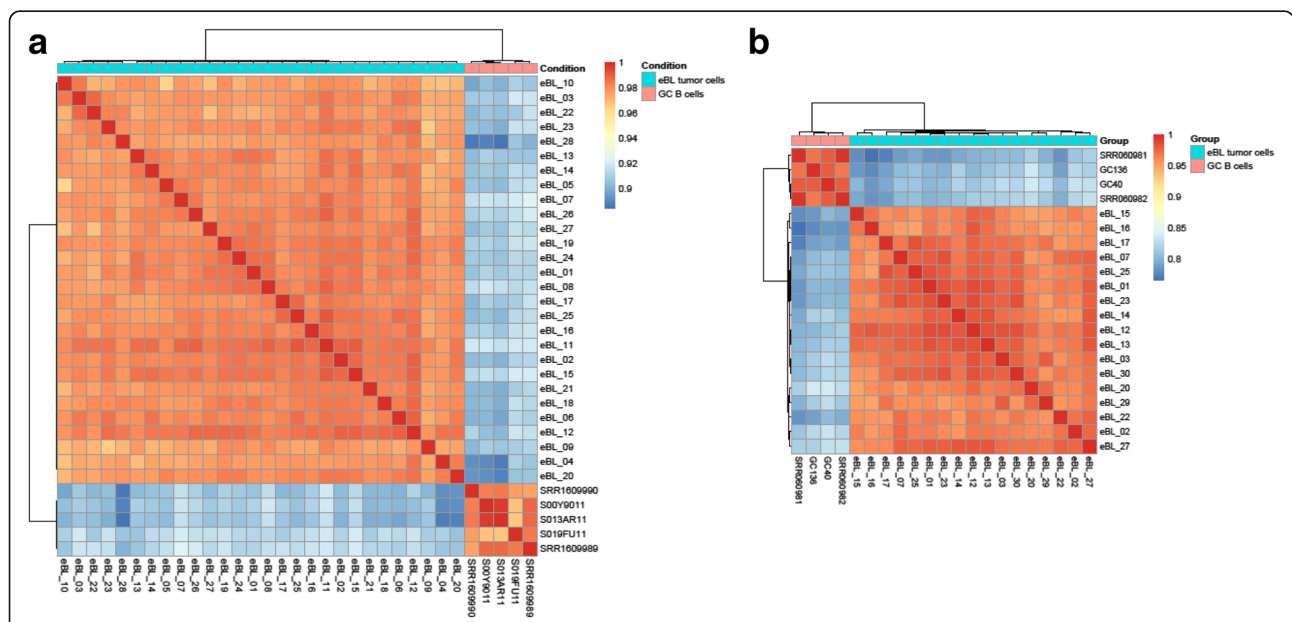 a
Condition
eBL tumor cells
GC B cells
1
0.98
0.96
0.94
0.92
0.9
Condition
eBL_10
eBL_03
eBL_22
eBL_23
eBL_28
eBL_13
eBL_14
eBL_05
eBL_07
eBL_26
eBL_27
eBL_19
eBL_24
eBL_01
eBL_08
eBL_17
eBL_25
eBL_16
eBL_11
eBL_02
eBL_15
eBL_21
eBL_18
eBL_06
eBL_12
eBL_09
eBL_04
eBL_20
SRR1609990
S00Y9011
S013AR11
S019FU11
SRR1609989
eBL_10
eBL_03
eBL_22
eBL_23
eBL_28
eBL_13
eBL_14
eBL_05
eBL_07
eBL_26
eBL_27
eBL_19
eBL_24
eBL_01
eBL_08
eBL_17
eBL_25
eBL_16
eBL_11
eBL_02
eBL_15
eBL_21
eBL_18
eBL_06
eBL_12
eBL_09
eBL_04
eBL_20
SRR1609990
S00Y9011
S013AR11
S019FU11
SRR1609989
b
Group
eBL tumor cells
GC B cells
1
0.95
0.9
0.85
0.8
Group
SRR060981
GC136
GC40
SRR060982
eBL_15
eBL_16
eBL_17
eBL_07
eBL_25
eBL_01
eBL_23
eBL_14
eBL_12
eBL_13
eBL_03
eBL_30
eBL_20
eBL_29
eBL_22
eBL_02
eBL_27
SRR060981
GC136
GC40
SRR060982
eBL_15
eBL_16
eBL_17
eBL_07
eBL_25
eBL_01
eBL_23
eBL_14
eBL_12
eBL_13
eBL_03
eBL_30
eBL_20
eBL_29
eBL_22
eBL_02
eBL_27